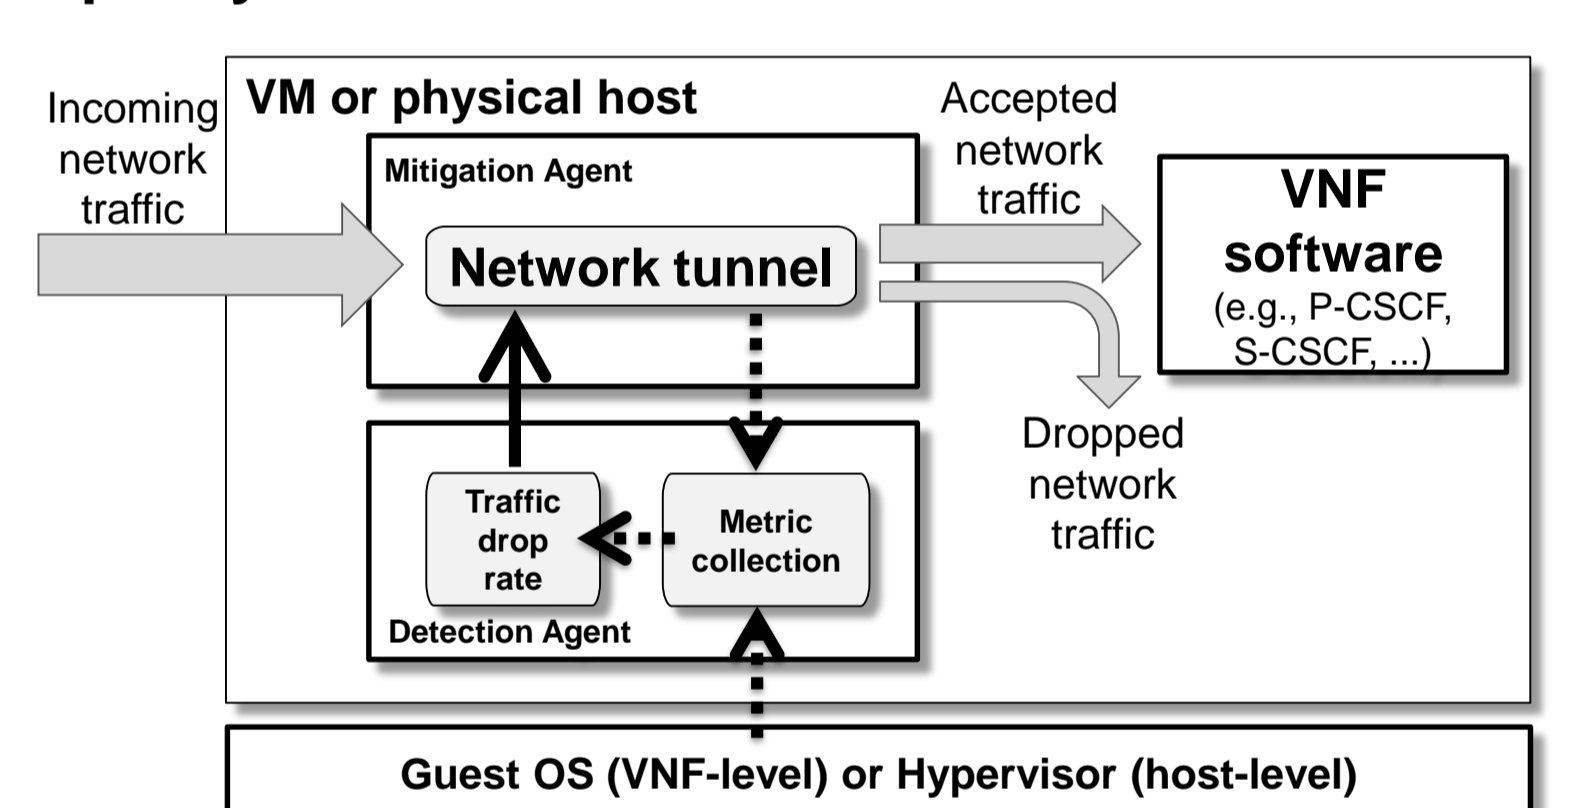 VM or physical host
Incoming
network
traffic
Mitigation Agent
Network tunnel
Accepted
network
traffic
VNF
software
(e.g., P-CSCF,
S-CSCF, ...)
Dropped
network
traffic
Traffic
drop
rate
Metric
collection
Detection Agent
Guest OS (VNF-level) or Hypervisor (host-level)